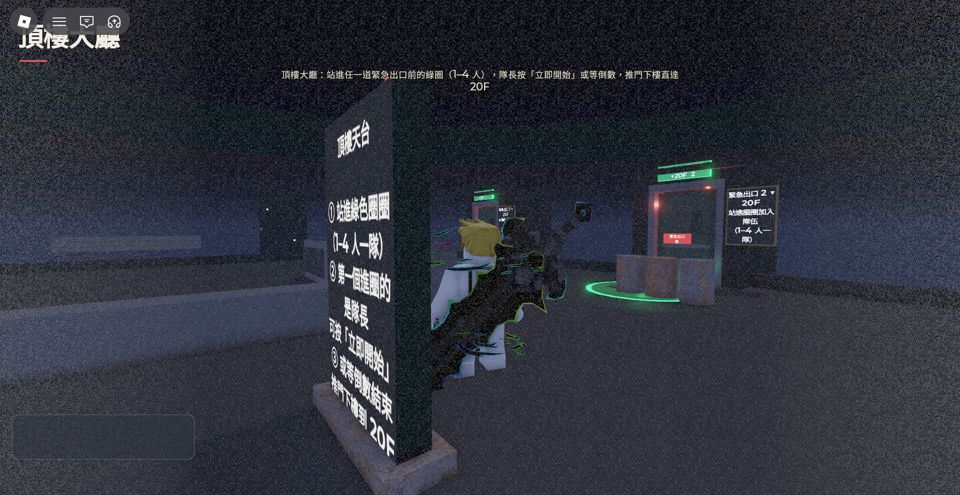 頂樓大廳
頂樓大廳：站進任一道緊急出口前的綠圈（1–4 人），隊長按「立即開始」或等倒數，推門下樓直達
20F
頂樓天台
① 站進綠色圈圈
（1–4 人一隊）
② 第一個進圈的
是隊長
可按「立即開始」
③ 或等倒數結束
推門下樓到 20F
緊急出口 2 ▼
20F
站進圈圈加入
隊伍
（1–4 人一
隊）